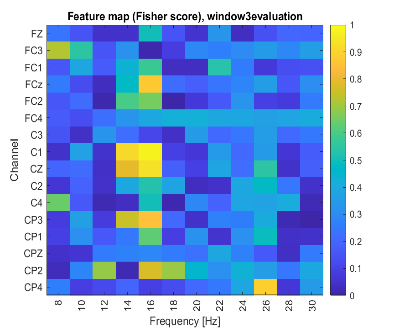 Feature map (Fisher score), window3evaluation
FZ
FC3
FC1
FCz
FC2
FC4
C3
C1
CZ
C2
C4
CP3
CP1
CPZ
CP2
CP4
Channel
8 10 12 14 16 18 20 22 24 26 28 30
Frequency [Hz]
1
0.9
0.8
0.7
0.6
0.5
0.4
0.3
0.2
0.1
0